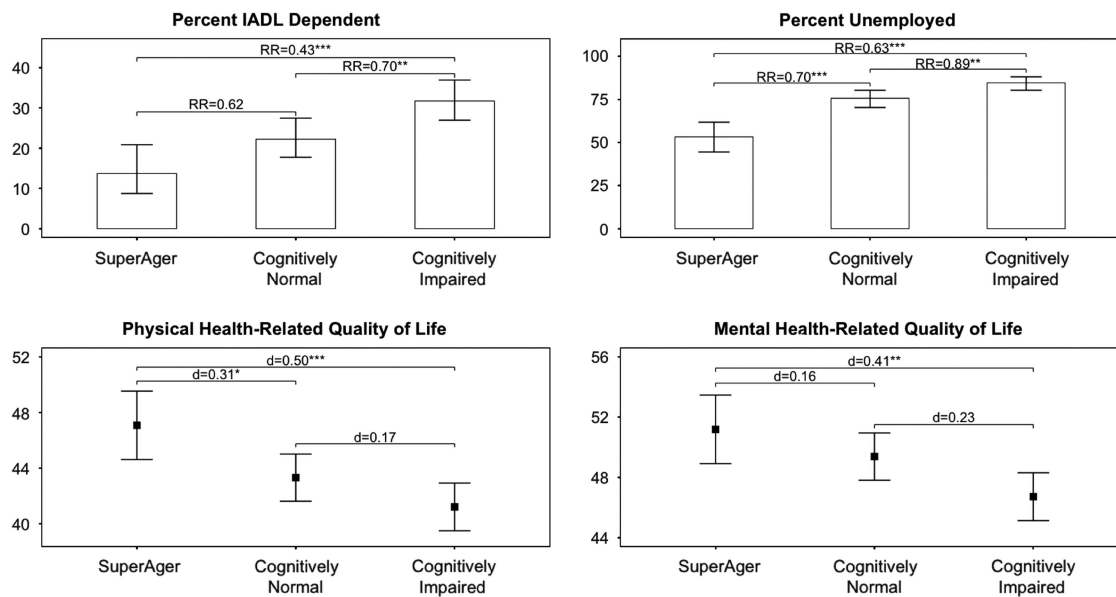 Percent IADL Dependent
RR=0.43***
RR=0.70**
RR=0.62
40
30
20
10
0
SuperAger
Cognitively
Normal
Cognitively
Impaired
Percent Unemployed
RR=0.63***
RR=0.89**
RR=0.70***
100
75
50
25
0
SuperAger
Cognitively
Normal
Cognitively
Impaired
Physical Health-Related Quality of Life
d=0.50***
d=0.31*
d=0.17
52
48
44
40
SuperAger
Cognitively
Normal
Cognitively
Impaired
Mental Health-Related Quality of Life
d=0.41**
d=0.16
d=0.23
56
52
48
44
SuperAger
Cognitively
Normal
Cognitively
Impaired